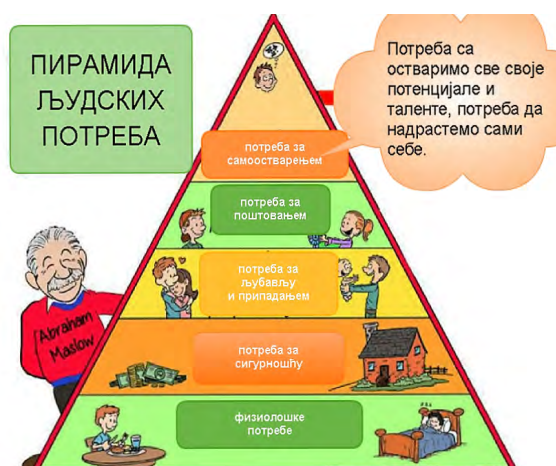 ПИРАМИДА
ЉУДСКИХ
ПОТРЕБА
Потреба са
остваримо све своје
потенцијале и
таленте, потреба да
надрастемо сами
себе.
потреба за
самоостварењем
потреба за
поштовањем
потреба за
љубављу
и припадањем
потреба за
сигурношћу
физиолошке
потребе
Abraham
Maslow